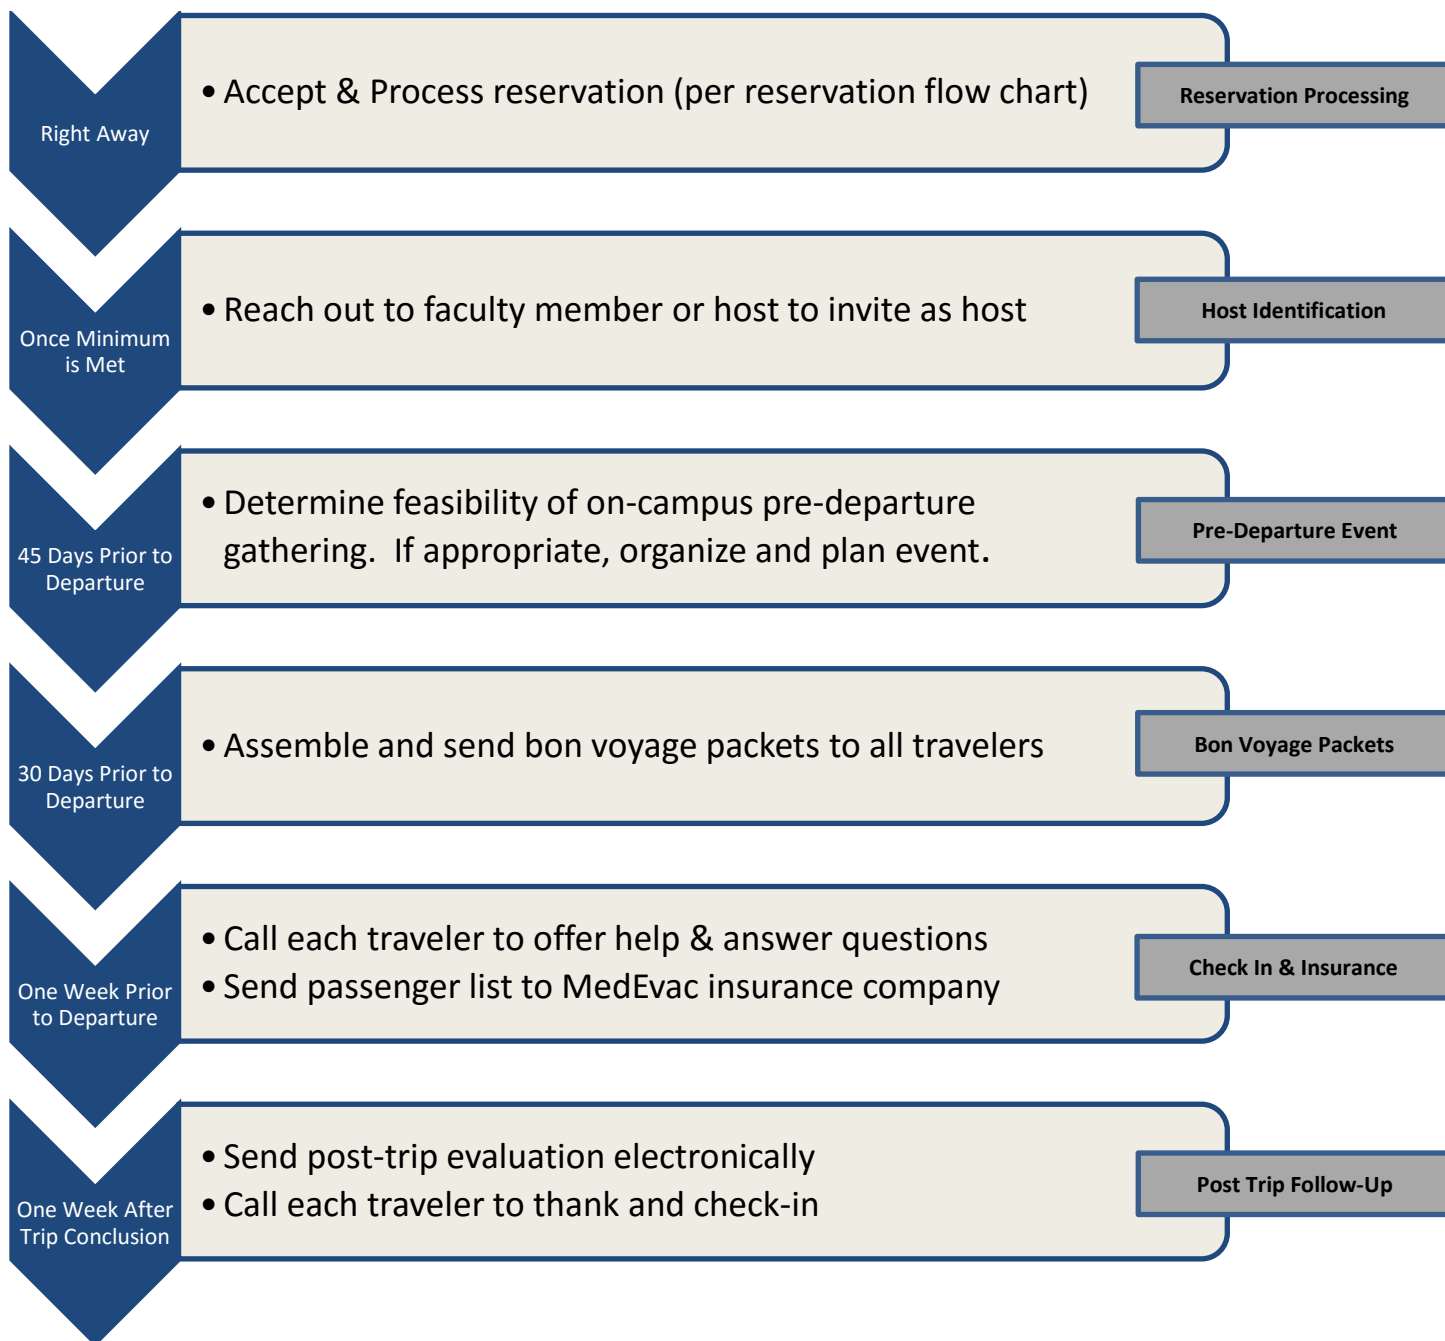 Right Away
• Accept & Process reservation (per reservation flow chart)
Reservation Processing
Once Minimum
is Met
• Reach out to faculty member or host to invite as host
Host Identification
45 Days Prior to
Departure
• Determine feasibility of on-campus pre-departure
gathering.  If appropriate, organize and plan event.
Pre-Departure Event
30 Days Prior to
Departure
• Assemble and send bon voyage packets to all travelers
Bon Voyage Packets
One Week Prior
to Departure
• Call each traveler to offer help & answer questions
• Send passenger list to MedEvac insurance company
Check In & Insurance
One Week After
Trip Conclusion
• Send post-trip evaluation electronically
• Call each traveler to thank and check-in
Post Trip Follow-Up